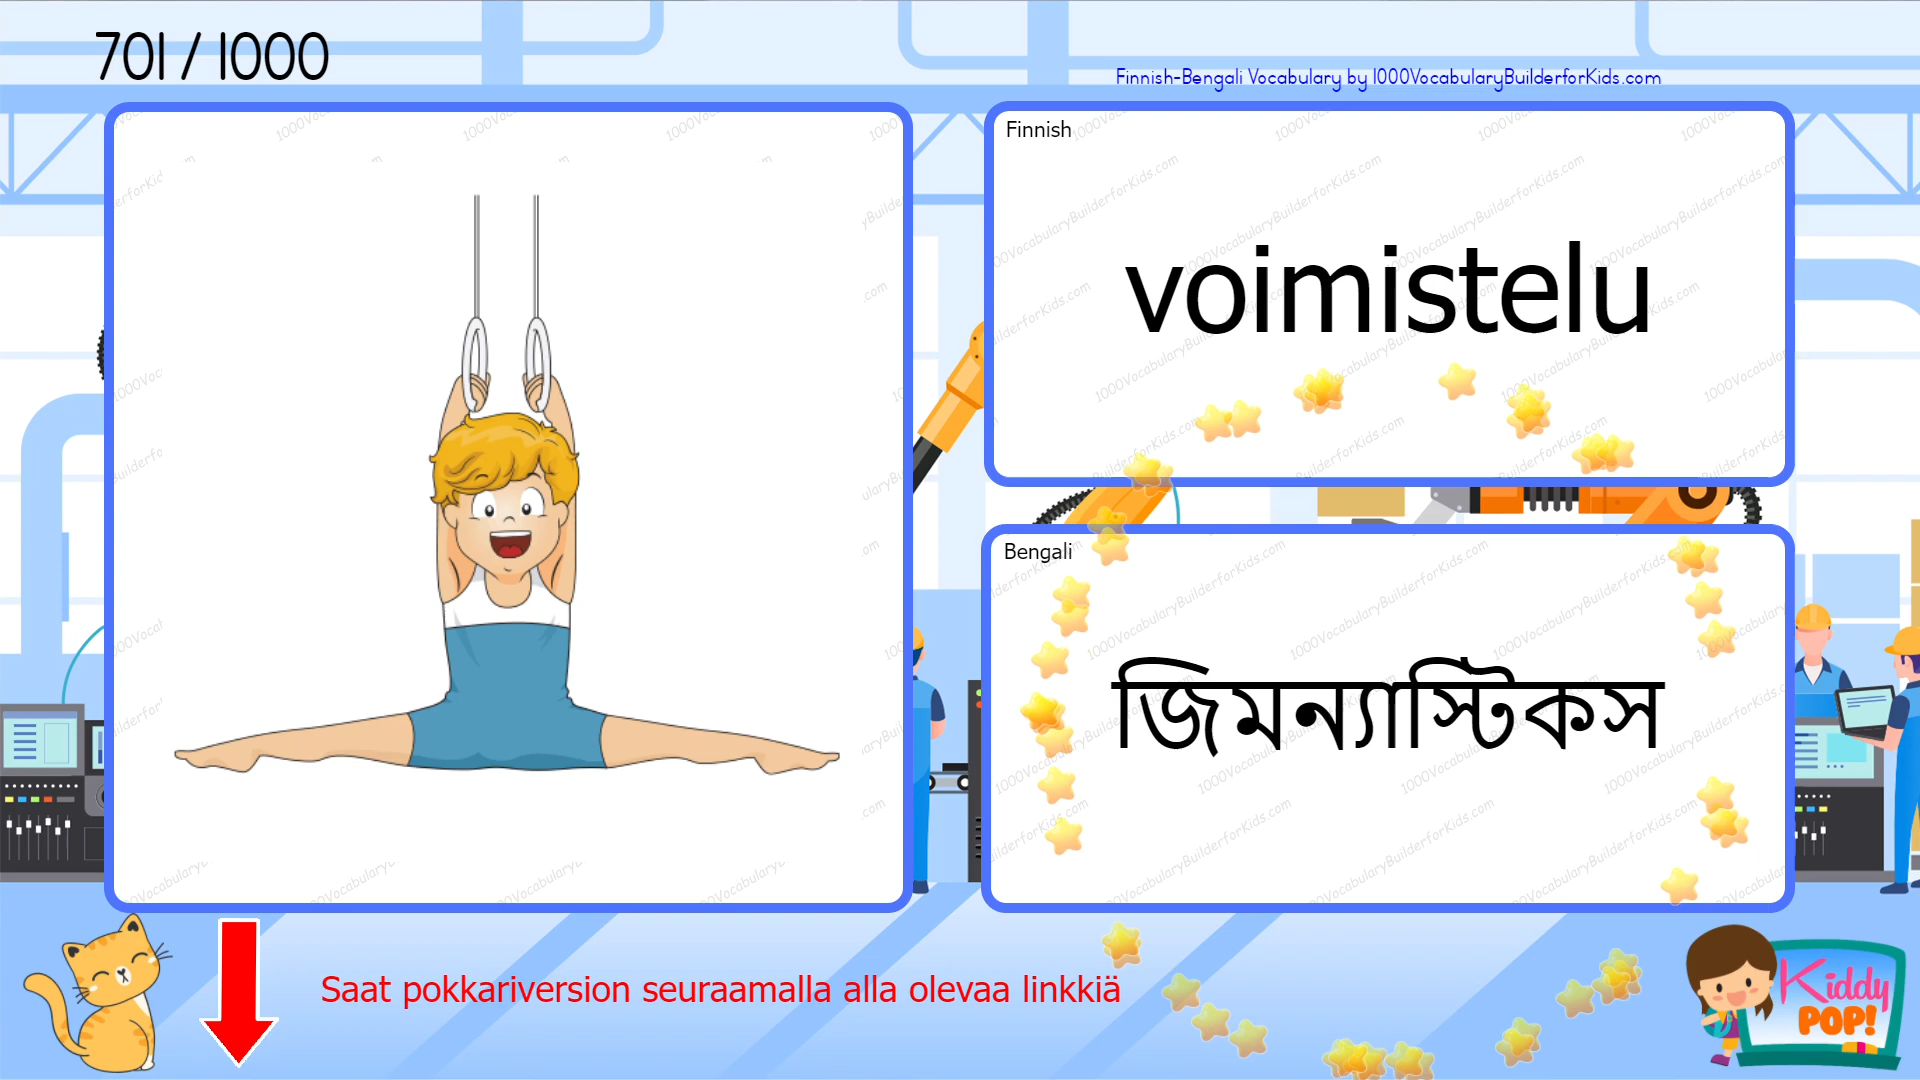 701 / 1000
Finnish-Bengali Vocabulary by 1000VocabularyBuilderforKids.com
Finnish
voimistelu
Bengali
জিমন্যাস্টিকস
Saat pokkariversion seuraamalla alla olevaa linkkiä
Kiddy
POP!